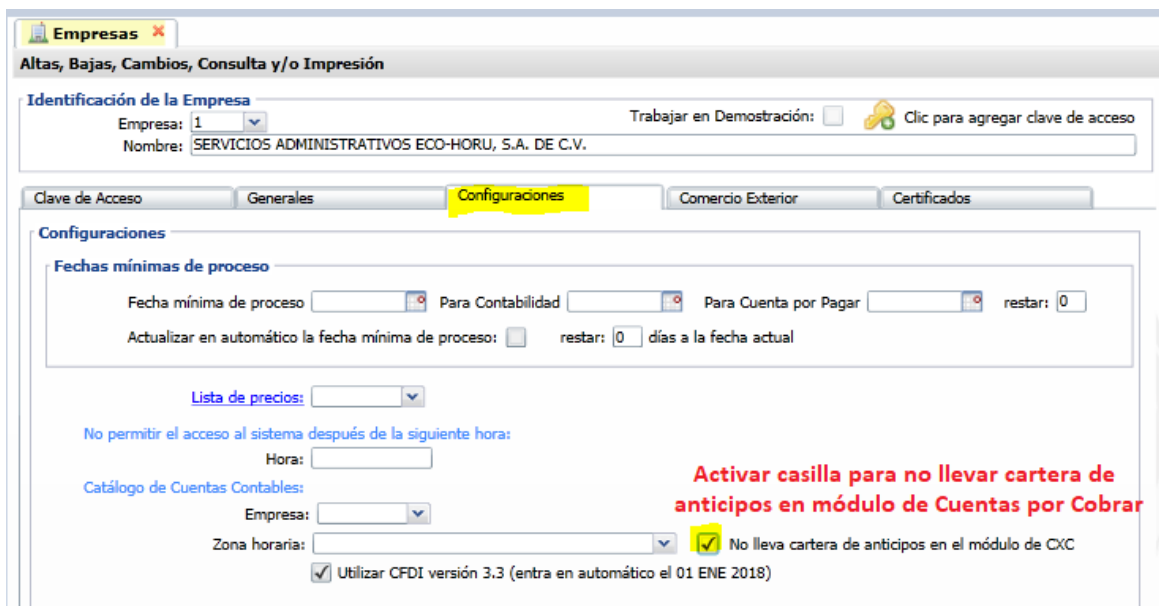 Empresas
Altas, Bajas, Cambios, Consulta y/o Impresión
Identificación de la Empresa
Empresa: 1 Trabajar en Demostración: Clic para agregar clave de acceso
Nombre: SERVICIOS ADMINISTRATIVOS ECO-HORU, S.A. DE C.V.
Clave de Acceso Generales Configuraciones Comercio Exterior Certificados
Configuraciones
Fechas mínimas de proceso
Fecha mínima de proceso Para Contabilidad Para Cuenta por Pagar restar: 0
Actualizar en automático la fecha mínima de proceso: restar: 0 días a la fecha actual
Lista de precios:
No permitir el acceso al sistema después de la siguiente hora:
Hora:
Activar casilla para no llevar cartera de
anticipos en módulo de Cuentas por Cobrar
Catálogo de Cuentas Contables:
Empresa:
Zona horaria: No lleva cartera de anticipos en el módulo de CXC
Utilizar CFDI versión 3.3 (entra en automático el 01 ENE 2018)